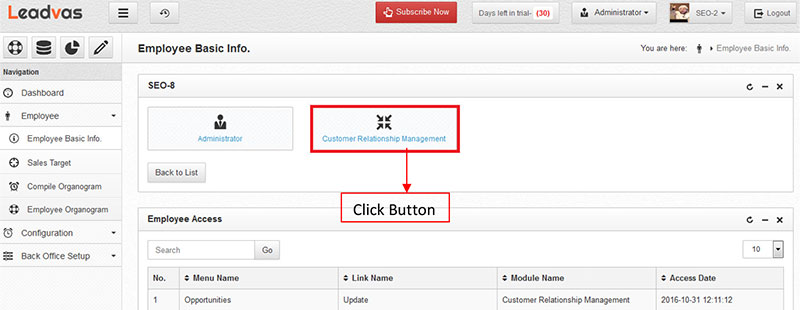 Leadvas
Subscribe Now
Days left in trial- (30)
Administrator
SEO-2
Logout
Employee Basic Info.
You are here:
Employee Basic Info.
Navigation
Dashboard
Employee
Employee Basic Info.
Sales Target
Compile Organogram
Employee Organogram
Configuration
Back Office Setup
SEO-8
Administrator
Customer Relationship Management
Back to List
Click Button
Employee Access
Search
Go
10
No. Menu Name Link Name Module Name Access Date
1 Opportunities Update Customer Relationship Management 2016-10-31 12:11:12